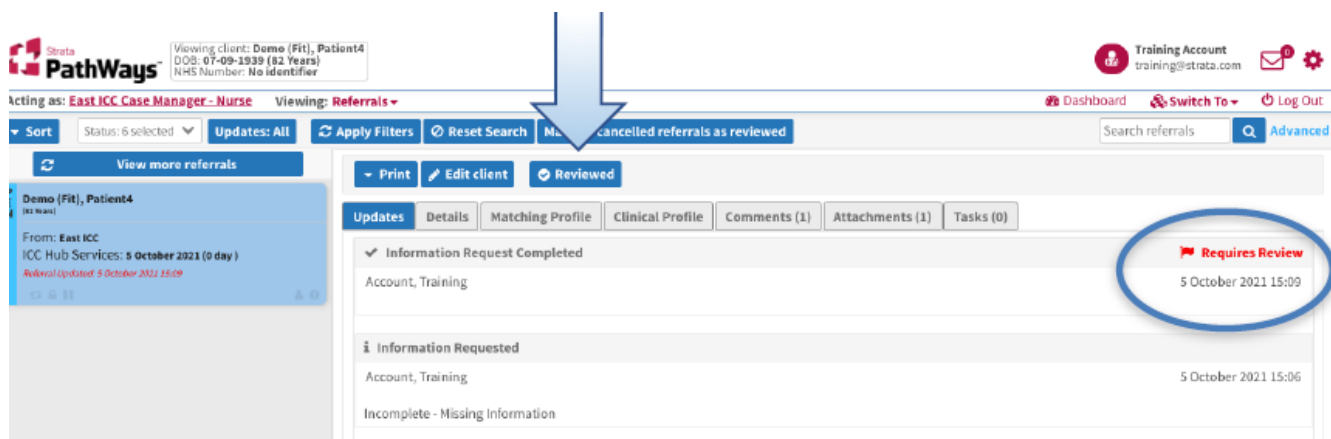 Strata
PathWays
Viewing client: Demo (Fit), Patient4
DOB: 07-09-1939 (82 Years)
NHS Number: No identifier
Training Account
training@strata.com
0
Acting as: East ICC Case Manager - Nurse Viewing: Referrals
Dashboard Switch To Log Out
Sort Status: 6 selected Updates: All Apply Filters Reset Search cancelled referrals as reviewed Search referrals Advanced
View more referrals
Print Edit client Reviewed
Demo (Fit), Patient4
(82 Years)
From: East ICC
ICC Hub Services: 5 October 2021 (0 day )
Referral Updated: 5 October 2021 15:09
Updates Details Matching Profile Clinical Profile Comments (1) Attachments (1) Tasks (0)
Information Request Completed Requires Review
Account, Training 5 October 2021 15:09
Information Requested
Account, Training 5 October 2021 15:06
Incomplete - Missing Information